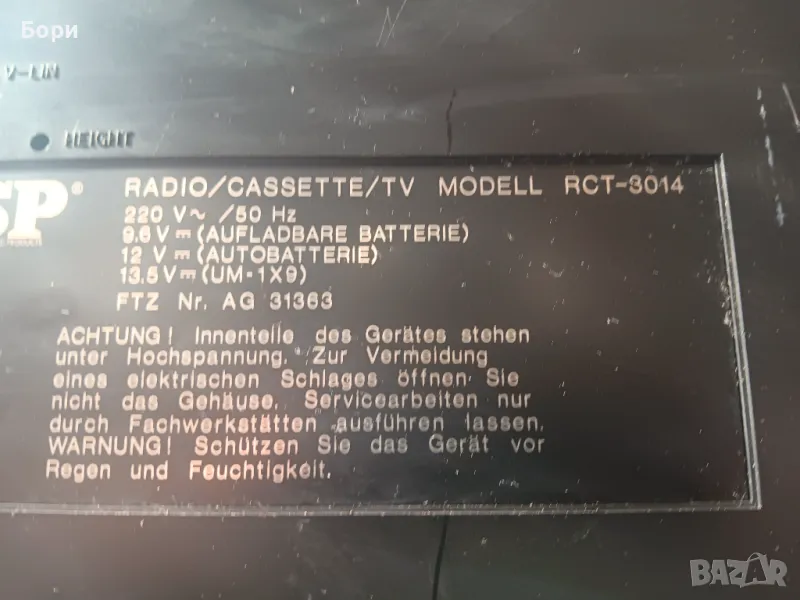 Бори
V-LIN
HEIGHT
SP®
RADIO/CASSETTE/TV MODELL RCT-3014
220 V~ /50 Hz
9.6V⎓(AUFLADBARE BATTERIE)
12 V⎓(AUTOBATTERIE)
13.5V⎓(UM-1X9)
FTZ Nr. AG 31363
ACHTUNG! Innenteile des Gerätes stehen
unter Hochspannung. Zur Vermeidung
eines elektrischen Schlages öffnen Sie
nicht das Gehäuse. Servicearbeiten nur
durch Fachwerkstätten ausführen lassen.
WARNUNG! Schützen Sie das Gerät vor
Regen und Feuchtigkeit.
BAZAR